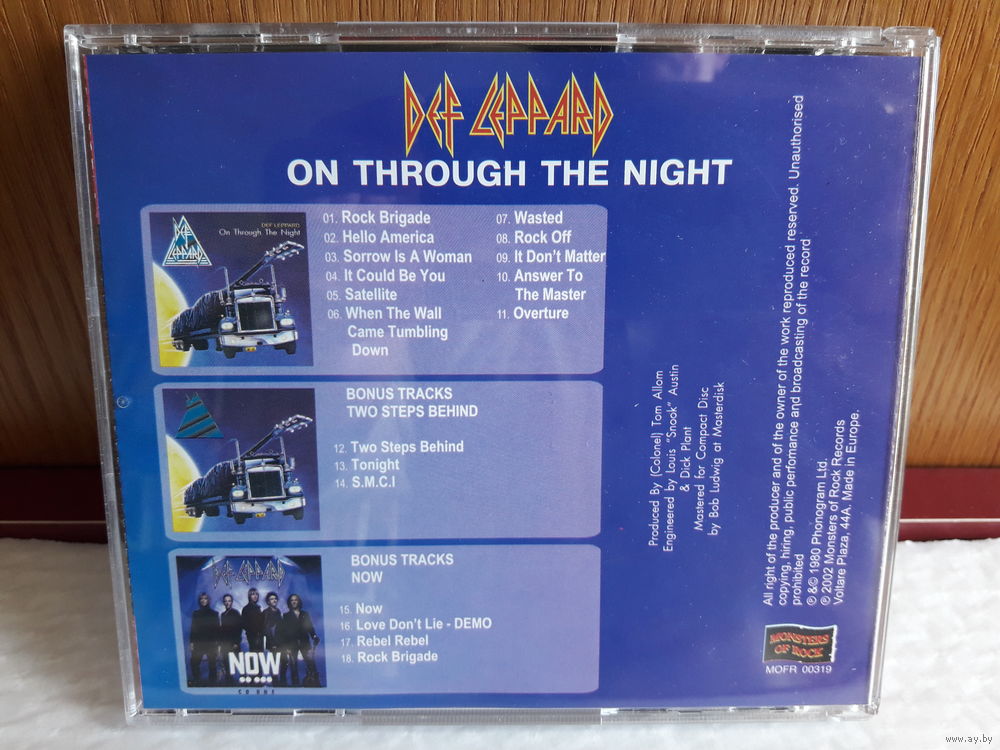 DEF LEPPARD
ON THROUGH THE NIGHT
DEF LEPPARD
DEF LEPPARD
On Through The Night
01. Rock Brigade
02. Hello America
03. Sorrow Is A Woman
04. It Could Be You
05. Satellite
06. When The Wall
Came Tumbling
Down
07. Wasted
08. Rock Off
09. It Don't Matter
10. Answer To
The Master
11. Overture
BONUS TRACKS
TWO STEPS BEHIND
12. Two Steps Behind
13. Tonight
14. S.M.C.I
DEF LEPPARD
NOW
BONUS TRACKS
NOW
15. Now
16. Love Don't Lie - DEMO
17. Rebel Rebel
18. Rock Brigade
Produced By (Colonel) Tom Allom
Engineered by Louis "Snook" Austin
& Dick Plant
Mastered for Compact Disc
by Bob Ludwig at Masterdisk
All right of the producer and of the owner of the work reproduced reserved. Unauthorised
copying, hiring, public perfomance and broadcasting of the record
prohibited
℗ &© 1980 Phonogram Ltd.
℗ 2002 Monsters of Rock Records
Voltare Plaza, 44A. Made in Europe.
MONSTERS
OF ROCK
MOFR 00319
www.ay.by